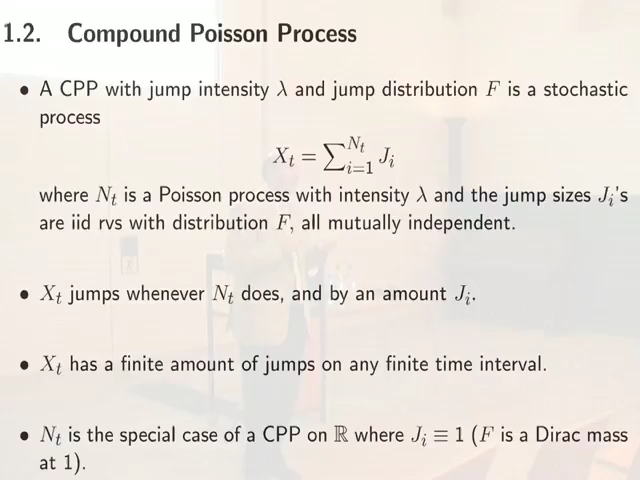 1.2. Compound Poisson Process
• A CPP with jump intensity λ and jump distribution F is a stochastic
process
X_t = ∑_{i=1}^{N_t} J_i
where N_t is a Poisson process with intensity λ and the jump sizes J_i's
are iid rvs with distribution F, all mutually independent.
• X_t jumps whenever N_t does, and by an amount J_i.
• X_t has a finite amount of jumps on any finite time interval.
• N_t is the special case of a CPP on ℝ where J_i ≡ 1 (F is a Dirac mass
at 1).